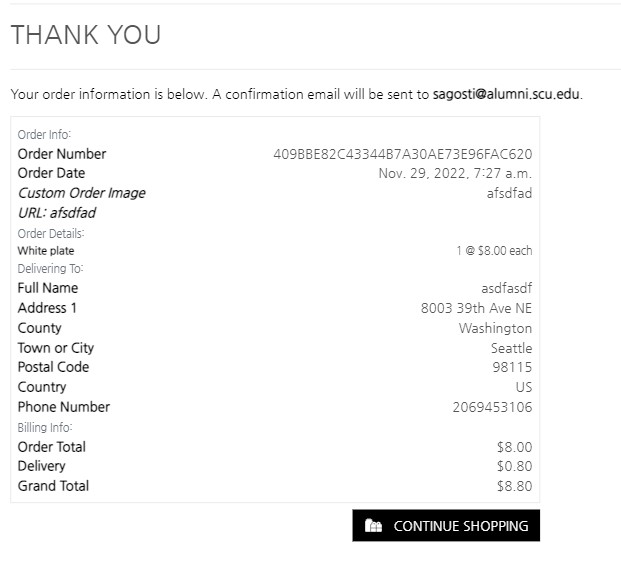 THANK YOU
Your order information is below. A confirmation email will be sent to sagosti@alumni.scu.edu.
Order Info:
Order Number 409BBE82C43344B7A30AE73E96FAC620
Order Date Nov. 29, 2022, 7:27 a.m.
Custom Order Image afsdfad
URL: afsdfad
Order Details:
White plate 1 @ $8.00 each
Delivering To:
Full Name asdfasdf
Address 1 8003 39th Ave NE
County Washington
Town or City Seattle
Postal Code 98115
Country US
Phone Number 2069453106
Billing Info:
Order Total $8.00
Delivery $0.80
Grand Total $8.80
CONTINUE SHOPPING